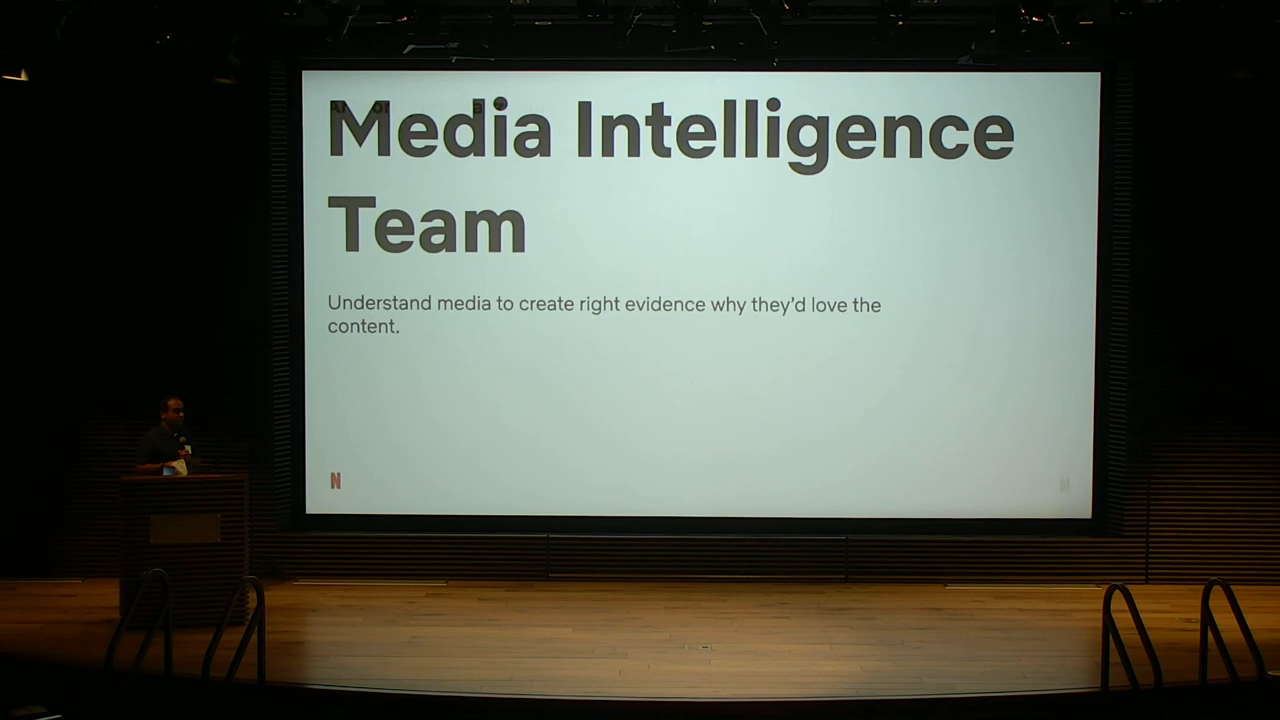 Media Intelligence
Team
Understand media to create right evidence why they’d love the
content.
N
N